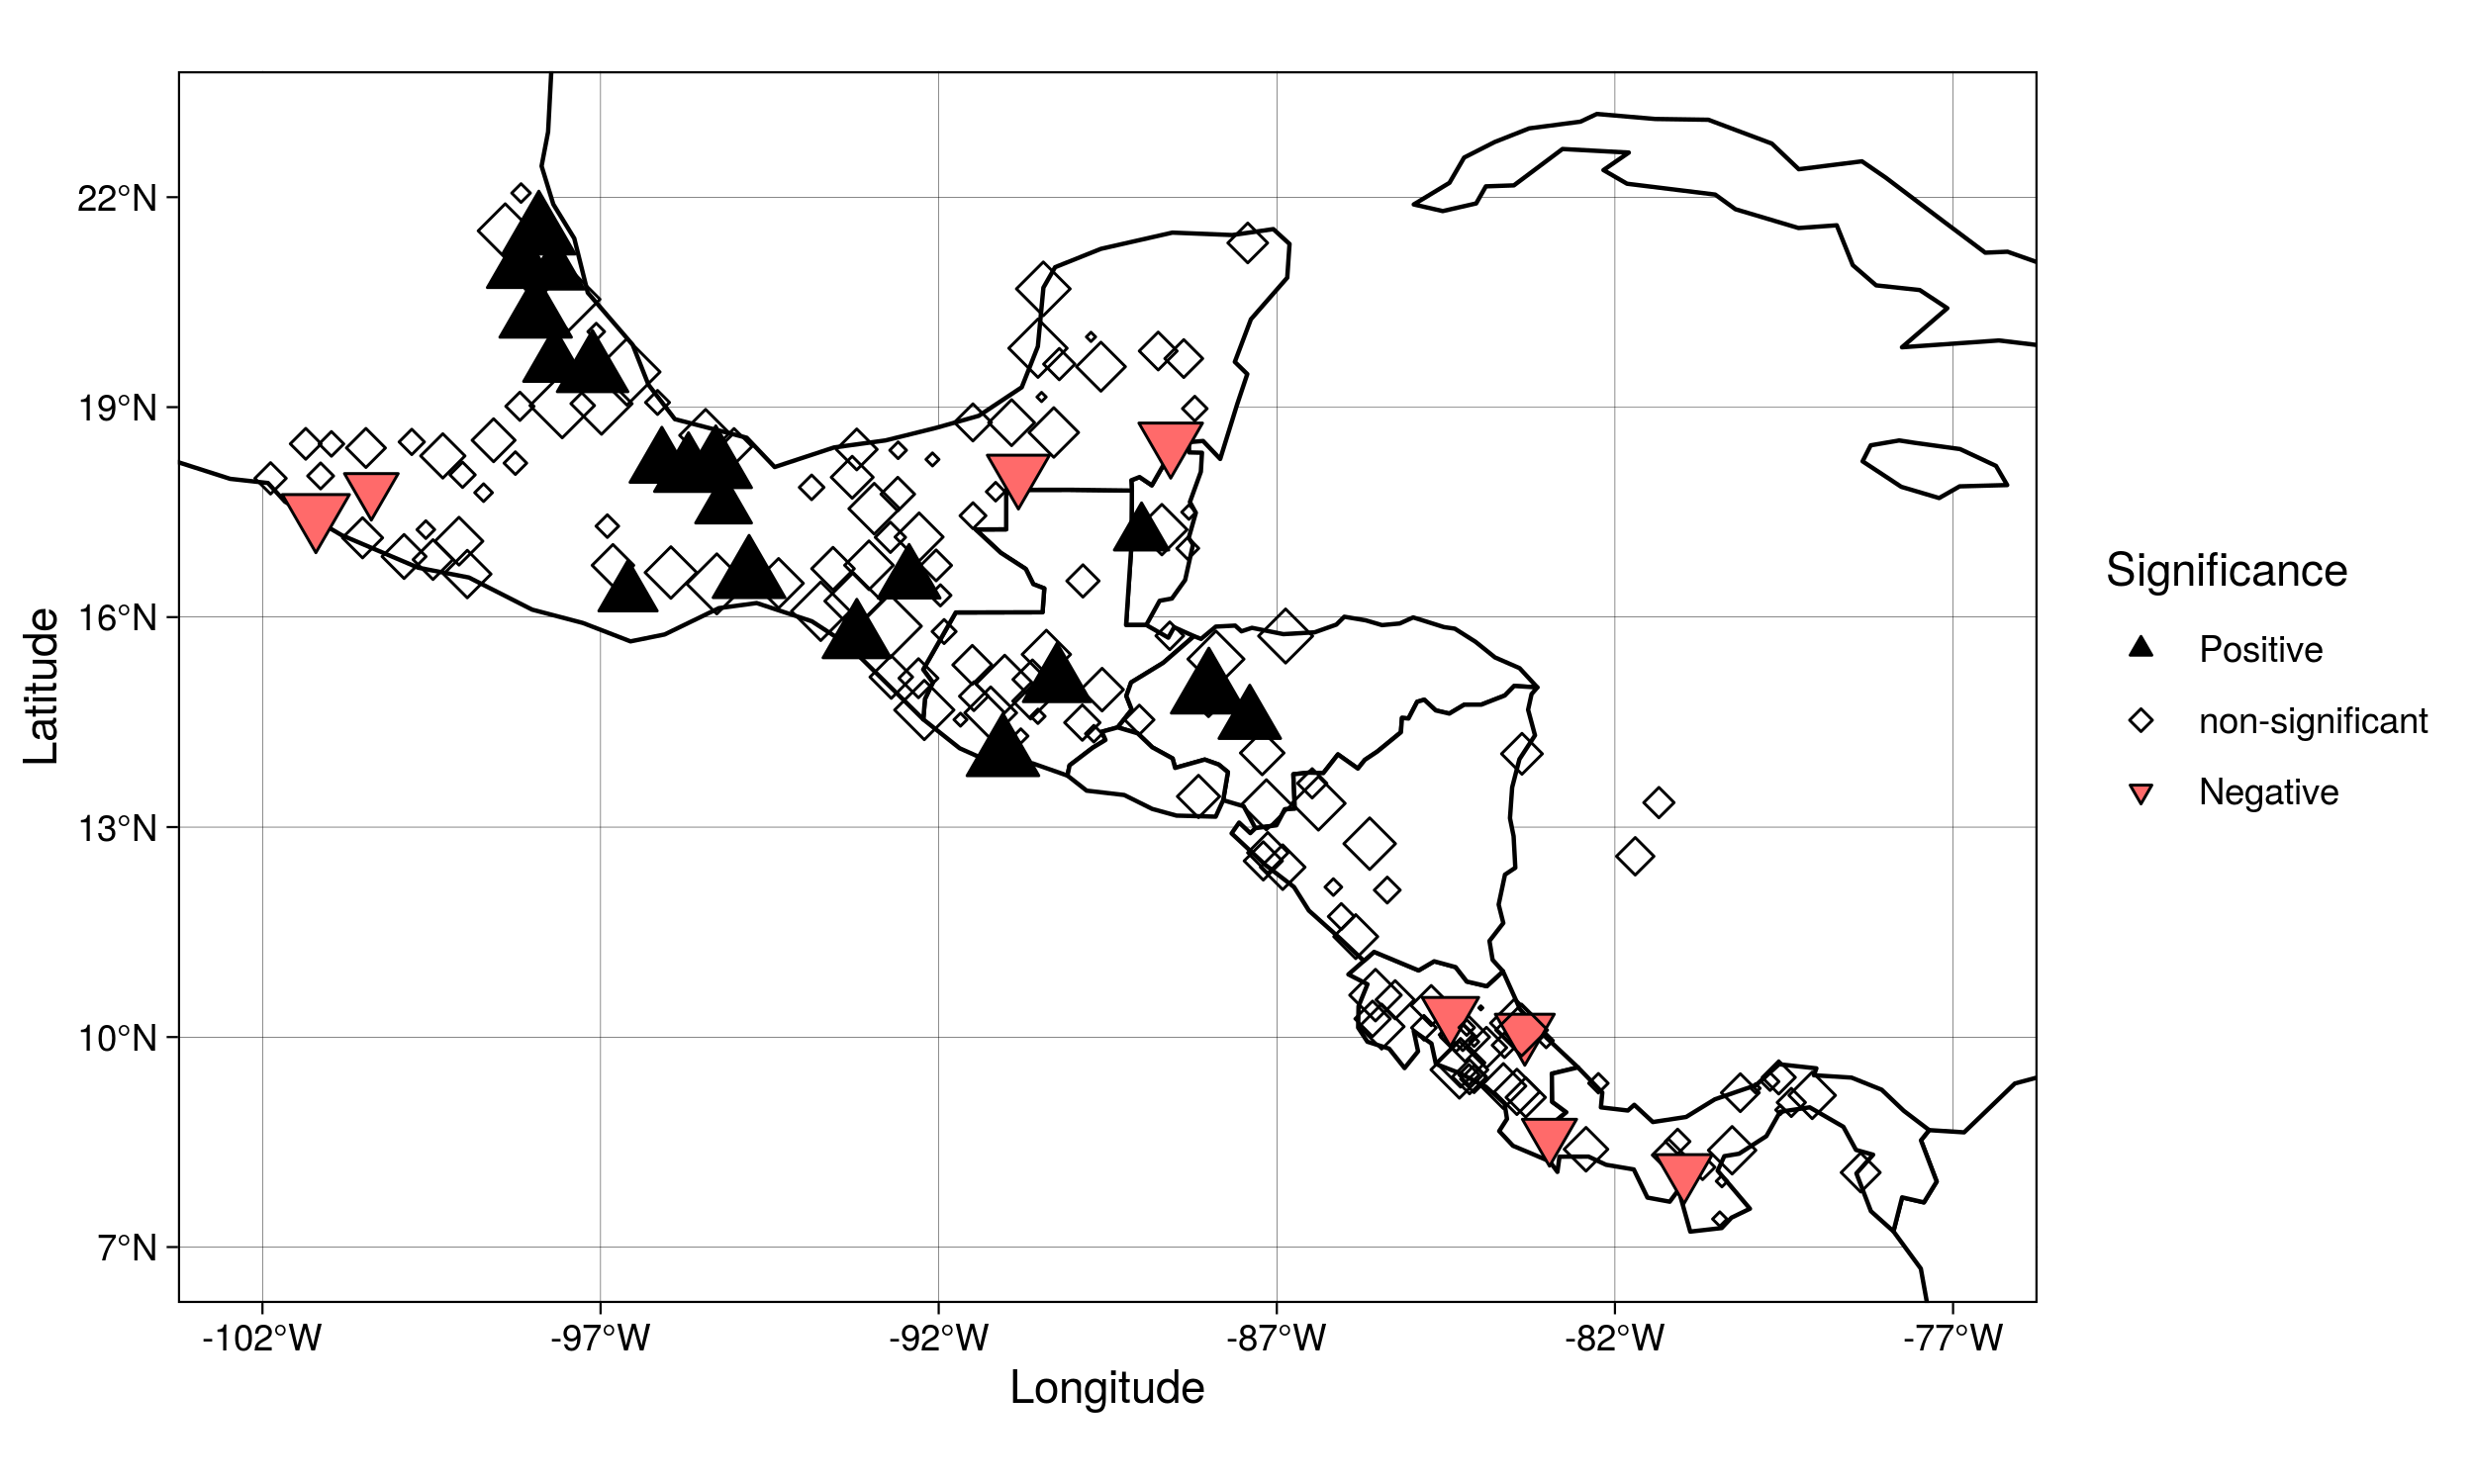 22°N
19°N
16°N
13°N
10°N
7°N
Latitude
-102°W -97°W -92°W -87°W -82°W -77°W
Longitude
Significance
Positive
non-significant
Negative